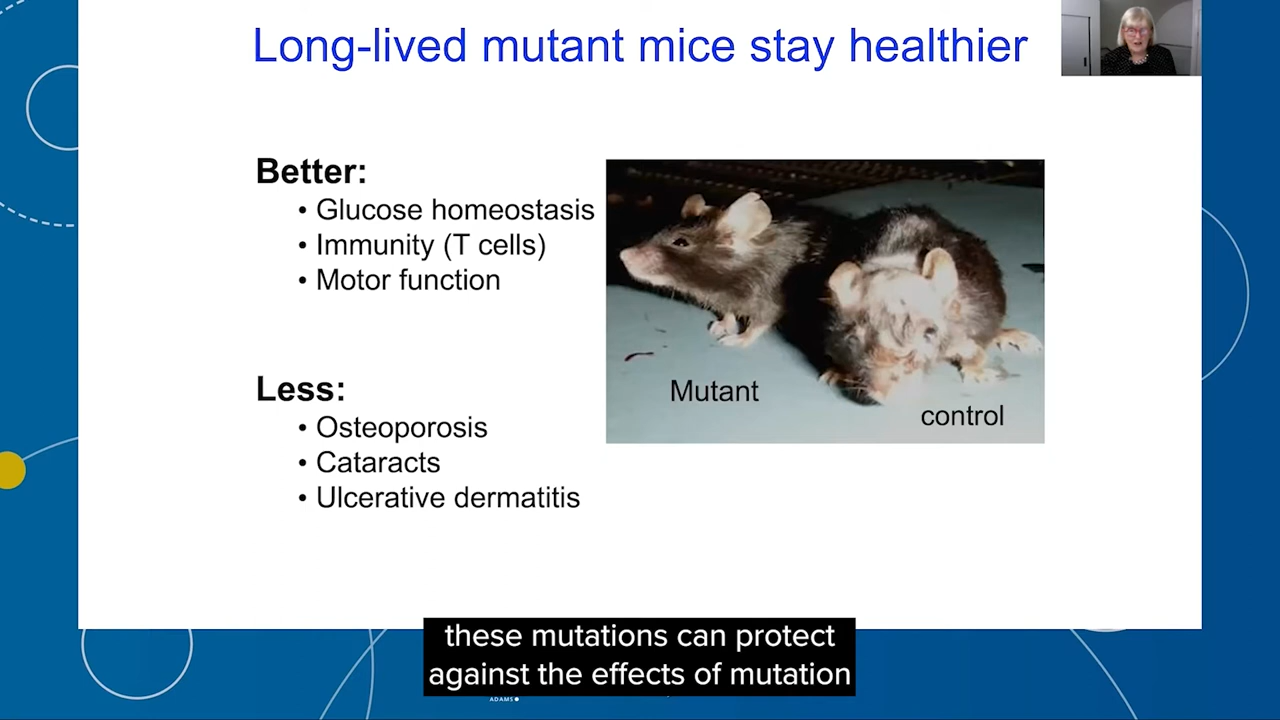 Long-lived mutant mice stay healthier
Better:
• Glucose homeostasis
• Immunity (T cells)
• Motor function
Less:
• Osteoporosis
• Cataracts
• Ulcerative dermatitis
Mutant
control
these mutations can protect
against the effects of mutation
ADAMS